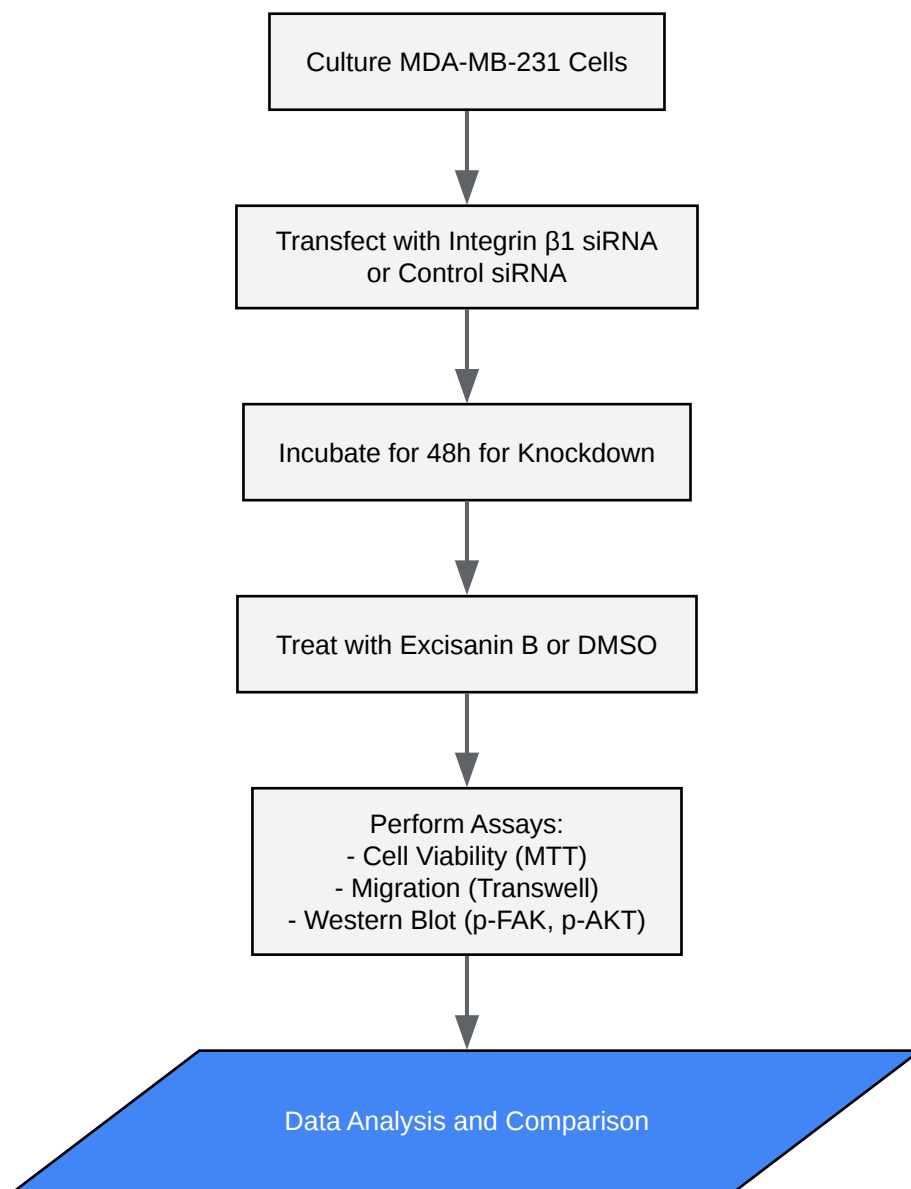 Culture MDA-MB-231 Cells
Transfect with Integrin β1 siRNA
or Control siRNA
Incubate for 48h for Knockdown
Treat with Excisanin B or DMSO
Perform Assays:
- Cell Viability (MTT)
- Migration (Transwell)
- Western Blot (p-FAK, p-AKT)
Data Analysis and Comparison